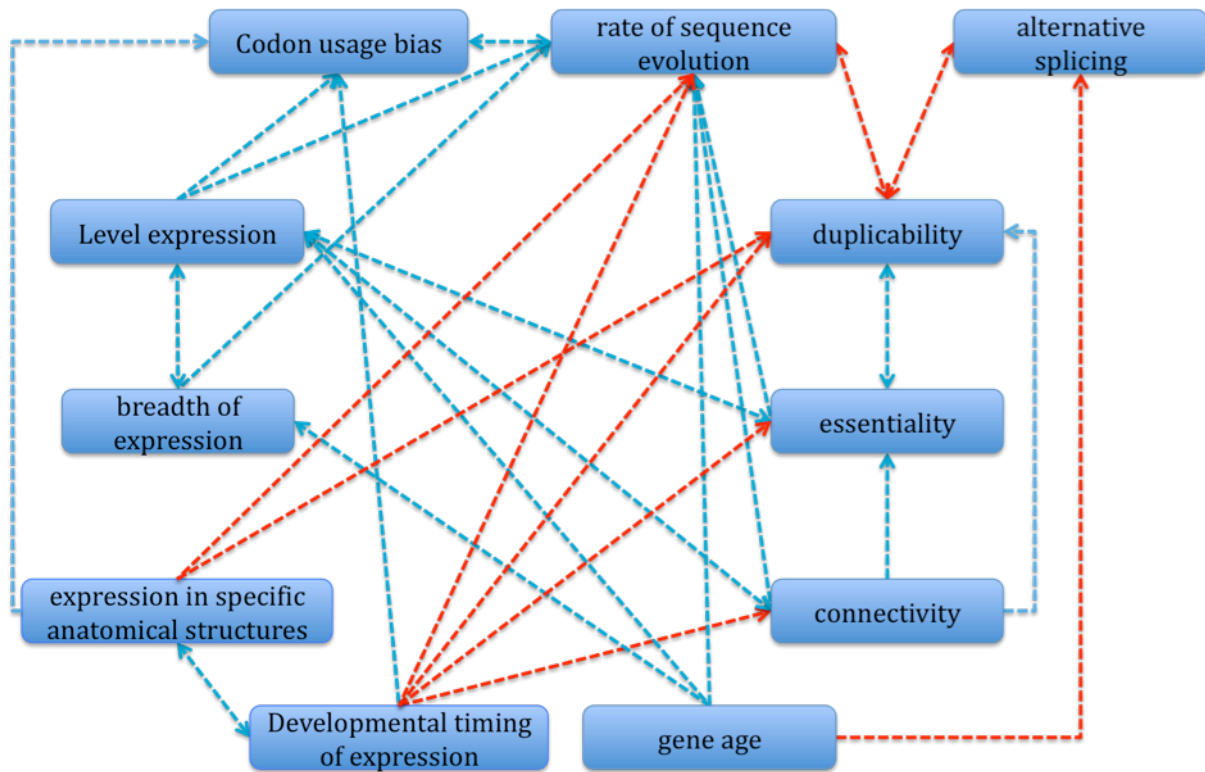 Codon usage bias
rate of sequence
evolution
alternative
splicing
Level expression
duplicability
breadth of
expression
essentiality
expression in specific
anatomical structures
connectivity
Developmental timing
of expression
gene age